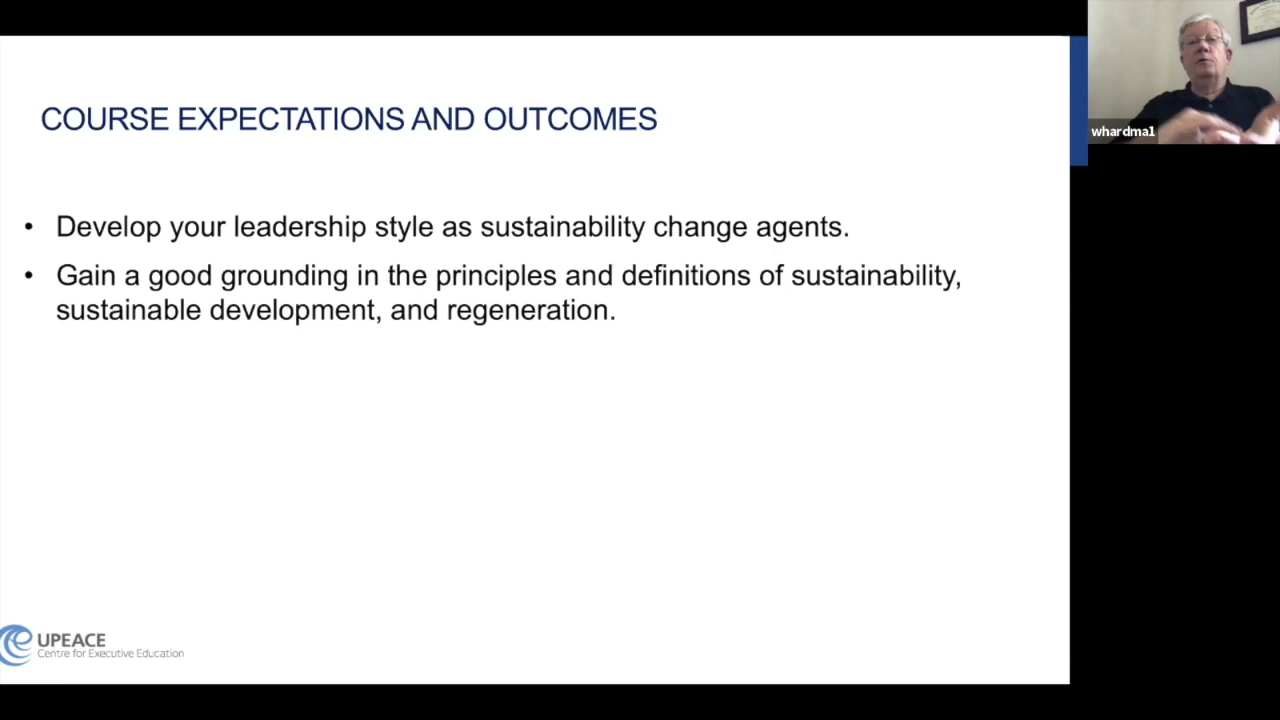 COURSE EXPECTATIONS AND OUTCOMES
• Develop your leadership style as sustainability change agents.
• Gain a good grounding in the principles and definitions of sustainability,
sustainable development, and regeneration.
whardma1
UPEACE
Centre for Executive Education